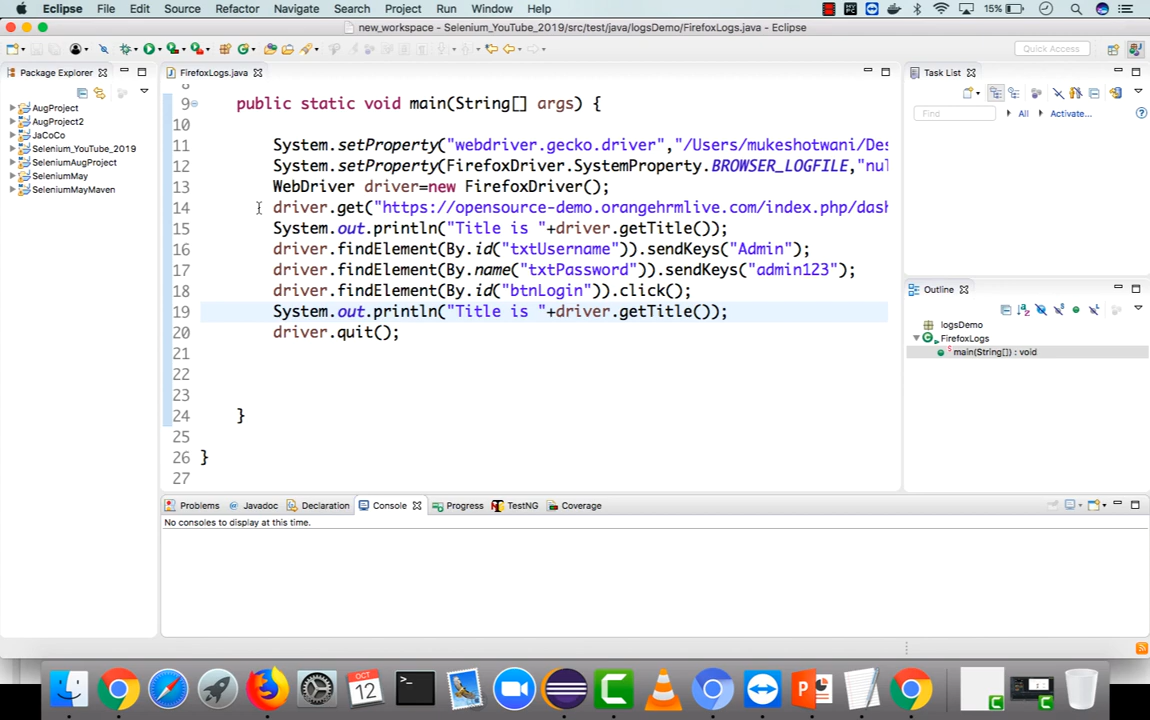 Eclipse File Edit Source Refactor Navigate Search Project Run Window Help 15%
new_workspace - Selenium_YouTube_2019/src/test/java/logsDemo/FirefoxLogs.java - Eclipse
Quick Access
Package Explorer
FirefoxLogs.java
Task List
Find All Activate...
AugProject
AugProject2
JaCoCo
Selenium_YouTube_2019
SeleniumAugProject
SeleniumMay
SeleniumMayMaven
9 public static void main(String[] args) {
10
11 System.setProperty("webdriver.gecko.driver","/Users/mukeshotwani/Des
12 System.setProperty(FirefoxDriver.SystemProperty.BROWSER_LOGFILE,"nul
13 WebDriver driver=new FirefoxDriver();
14 driver.get("https://opensource-demo.orangehrmlive.com/index.php/dash
15 System.out.println("Title is "+driver.getTitle());
16 driver.findElement(By.id("txtUsername")).sendKeys("Admin");
17 driver.findElement(By.name("txtPassword")).sendKeys("admin123");
18 driver.findElement(By.id("btnLogin")).click();
19 System.out.println("Title is "+driver.getTitle());
20 driver.quit();
21
22
23
24 }
25
26 }
27
Outline
logsDemo
FirefoxLogs
main(String[]) : void
Problems Javadoc Declaration Console Progress TestNG Coverage
No consoles to display at this time.
OCT
12